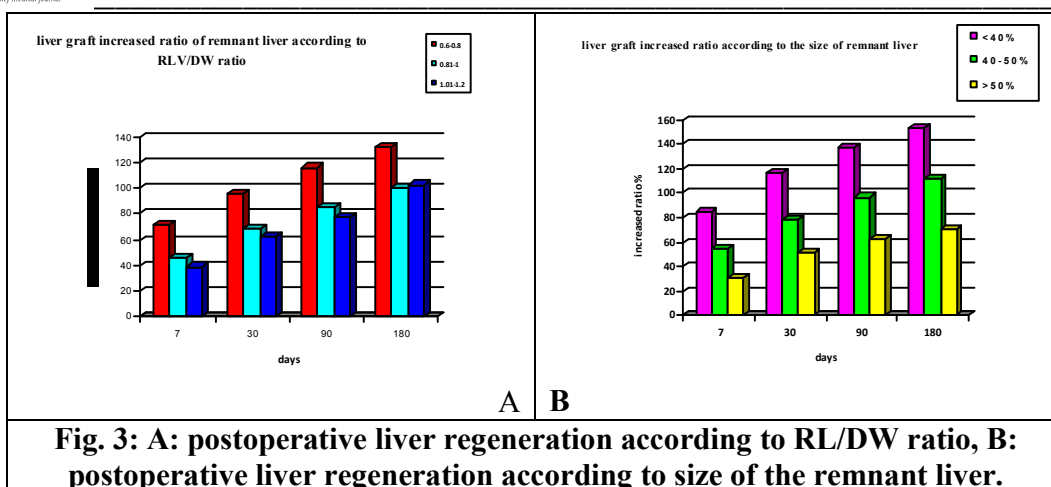 liver graft increased ratio of remnant liver according to
RLV/DW ratio
0.6-0.8
0.81-1
1.01-1.2
140
120
100
80
60
40
20
0
7 30 90 180
days
A
liver graft increased ratio according to the size of remnant liver
<40%
40-50%
>50%
increased ratio%
160
140
120
100
80
60
40
20
0
7 30 90 180
days
B
Fig. 3: A: postoperative liver regeneration according to RL/DW ratio, B:
postoperative liver regeneration according to size of the remnant liver.